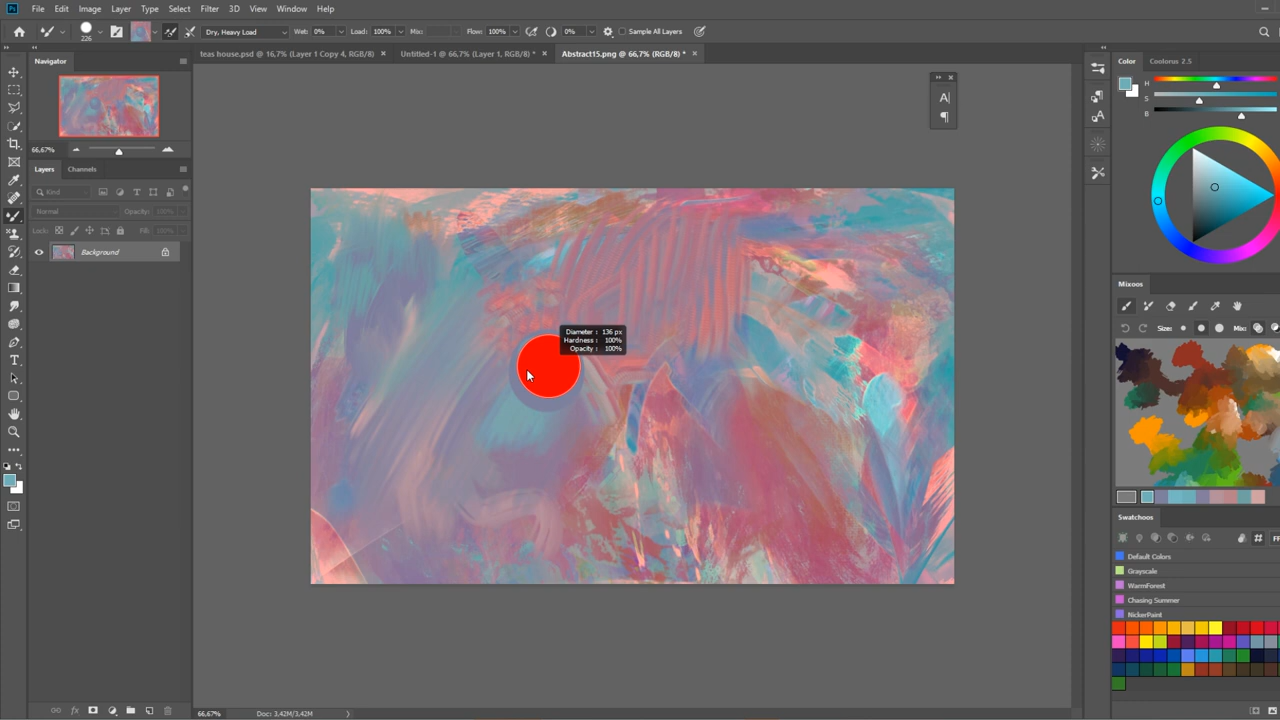 File Edit Image Layer Type Select Filter 3D View Window Help
226 Dry, Heavy Load Wet: 0% Load: 100% Mix: Flow: 100% 0% Sample All Layers
teas house.psd @ 16,7% (Layer 1 Copy 4, RGB/8) × Untitled-1 @ 66,7% (Layer 1, RGB/8) * × Abstract15.png @ 66,7% (RGB/8) * ×
Navigator
66,67%
Layers Channels
Kind
Normal Opacity: 100%
Lock: Fill: 100%
Background
A|
¶
Diameter : 136 px
Hardness : 100%
Opacity : 100%
Color Coolorus 2.5
H
S
B
Mixoos
Size: Mix:
Swatchoos
# FF
Default Colors
Grayscale
WarmForest
Chasing Summer
NickerPaint
66,67% Doc: 3,42M/3,42M